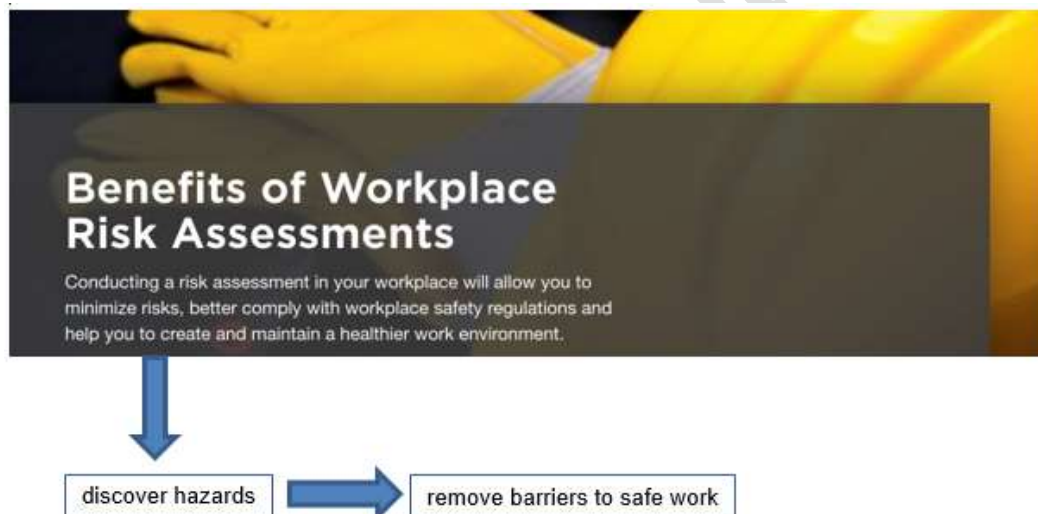 Benefits of Workplace
Risk Assessments
Conducting a risk assessment in your workplace will allow you to
minimize risks, better comply with workplace safety regulations and
help you to create and maintain a healthier work environment.
discover hazards
remove barriers to safe work